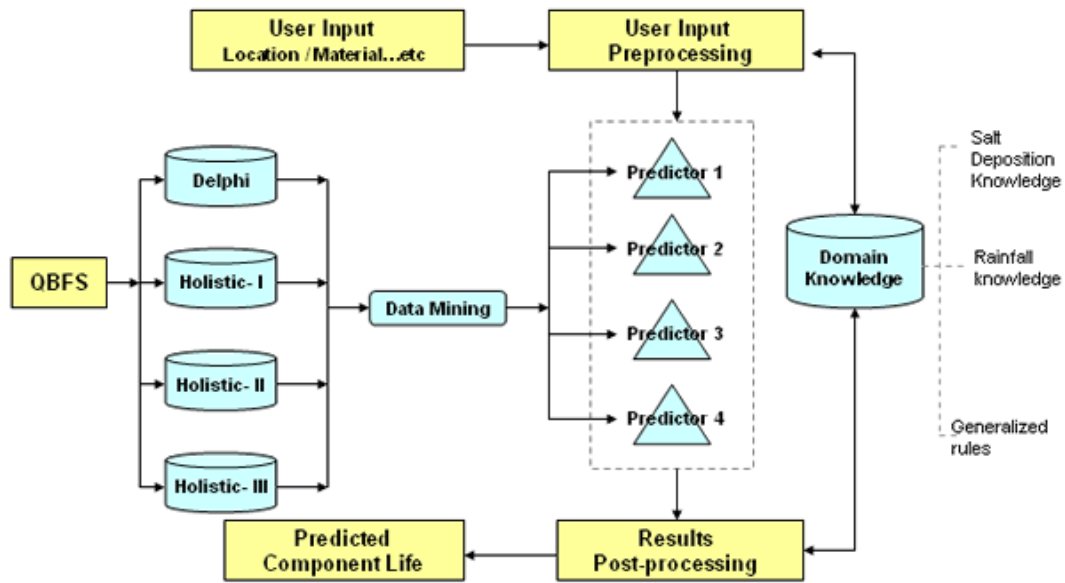 User Input
Location / Material...etc
User Input
Preprocessing
Salt
Deposition
Knowledge
Predictor 1
Delphi
Predictor 2
Domain
Knowledge
Rainfall
knowledge
QBFS
Holistic- I
Data Mining
Predictor 3
Holistic- II
Predictor 4
Generalized
rules
Holistic- III
Predicted
Component Life
Results
Post-processing